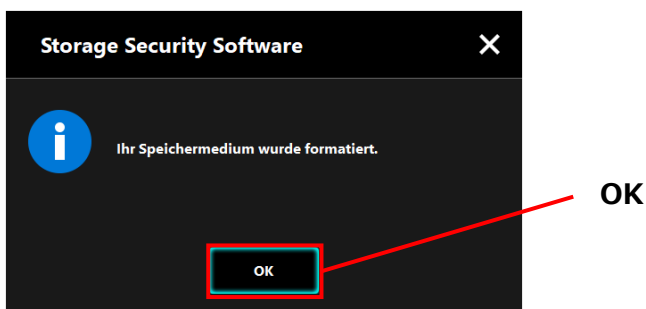 Storage Security Software
Ihr Speichermedium wurde formatiert.
OK
OK